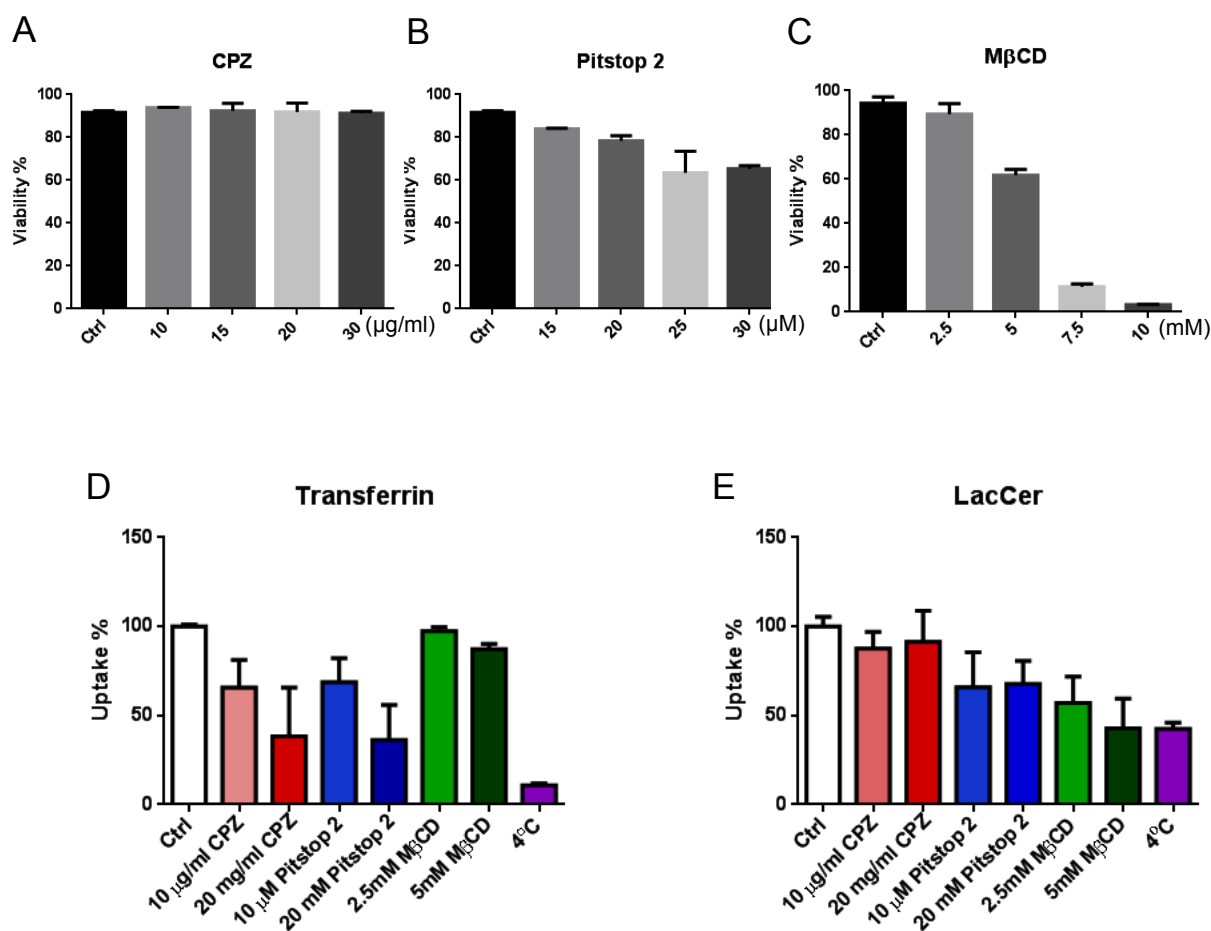 A
CPZ
Viability %
100
80
60
40
20
0
Ctrl
10
15
20
30 (µg/ml)
B
Pitstop 2
Viability %
100
80
60
40
20
0
Ctrl
15
20
25
30 (µM)
C
MβCD
Viability %
100
80
60
40
20
0
Ctrl
2.5
5
7.5
10 (mM)
D
Transferrin
Uptake %
150
100
50
0
Ctrl
10 µg/ml CPZ
20 mg/ml CPZ
10 µM Pitstop 2
20 mM Pitstop 2
2.5mM MβCD
5mM MβCD
4°C
E
LacCer
Uptake %
150
100
50
0
Ctrl
10 µg/ml CPZ
20 mg/ml CPZ
10 µM Pitstop 2
20 mM Pitstop 2
2.5mM MβCD
5mM MβCD
4°C